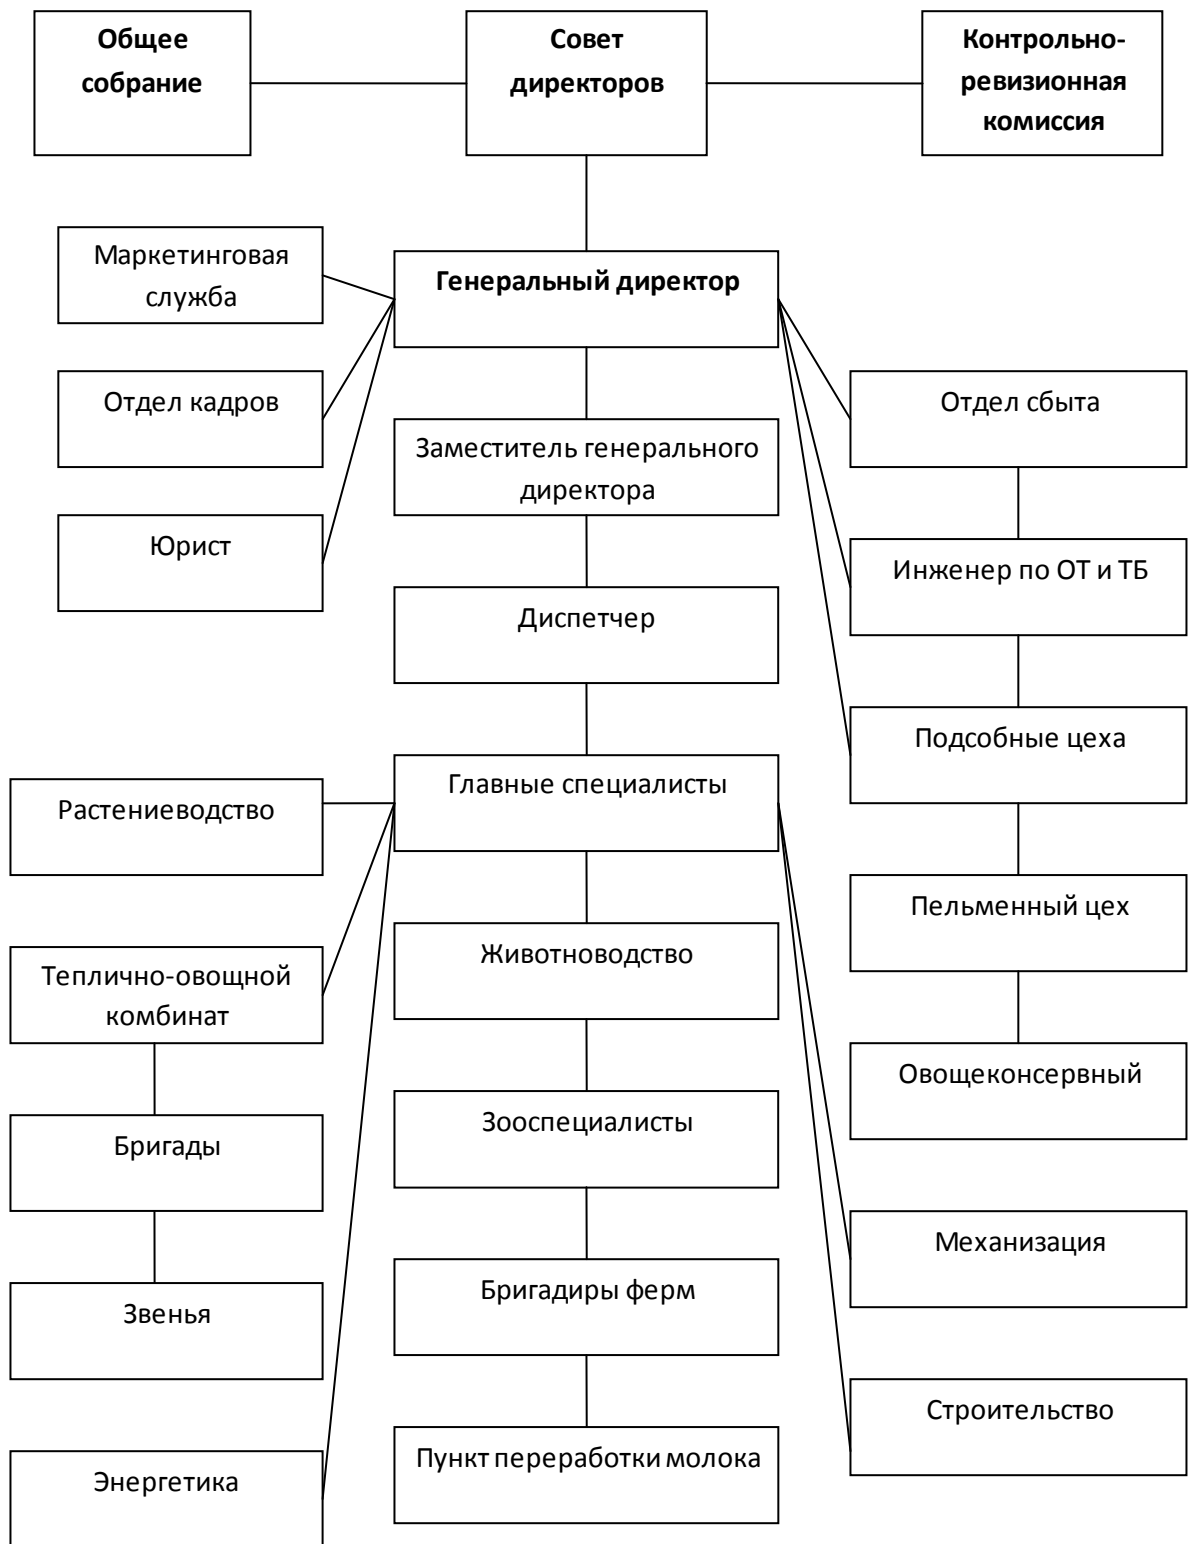 Общее
собрание
Совет
директоров
Контрольно-
ревизионная
комиссия
Маркетинговая
служба
Генеральный директор
Отдел кадров
Отдел сбыта
Заместитель генерального
директора
Юрист
Инженер по ОТ и ТБ
Диспетчер
Подсобные цеха
Главные специалисты
Растениеводство
Пельменный цех
Животноводство
Теплично-овощной
комбинат
Овощеконсервный
Зооспециалисты
Бригады
Механизация
Бригадиры ферм
Звенья
Строительство
Пункт переработки молока
Энергетика